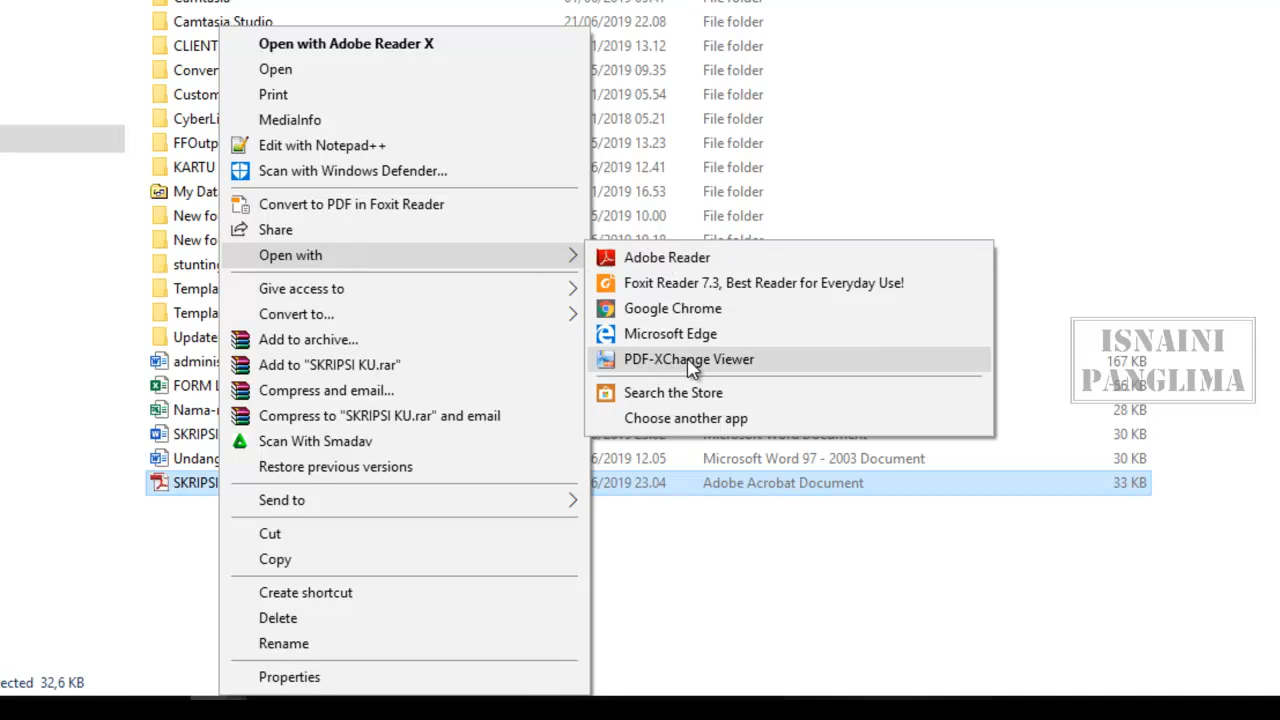 Camtasia Studio 21/06/2019 22.08 File folder
CLIENT 1/2019 13.12 File folder
Conver 5/2019 09.35 File folder
Custom 1/2019 05.54 File folder
CyberLi 1/2018 05.21 File folder
FFOutp 5/2019 13.23 File folder
KARTU 6/2019 12.41 File folder
My Dat 1/2019 16.53 File folder
New fo 5/2019 10.00 File folder
New fo
stunting
Templa
Templa
Update
adminis 167 KB
FORM L 56 KB
Nama-r 28 KB
SKRIPSI Microsoft Word Document 30 KB
Undang 6/2019 12.05 Microsoft Word 97 - 2003 Document 30 KB
SKRIPSI 6/2019 23.04 Adobe Acrobat Document 33 KB
ected 32,6 KB
Open with Adobe Reader X
Open
Print
MediaInfo
Edit with Notepad++
Scan with Windows Defender...
Convert to PDF in Foxit Reader
Share
Open with
Give access to
Convert to...
Add to archive...
Add to "SKRIPSI KU.rar"
Compress and email...
Compress to "SKRIPSI KU.rar" and email
Scan With Smadav
Restore previous versions
Send to
Cut
Copy
Create shortcut
Delete
Rename
Properties
Adobe Reader
Foxit Reader 7.3, Best Reader for Everyday Use!
Google Chrome
Microsoft Edge
PDF-XChange Viewer
Search the Store
Choose another app
ISNAINI
PANGLIMA